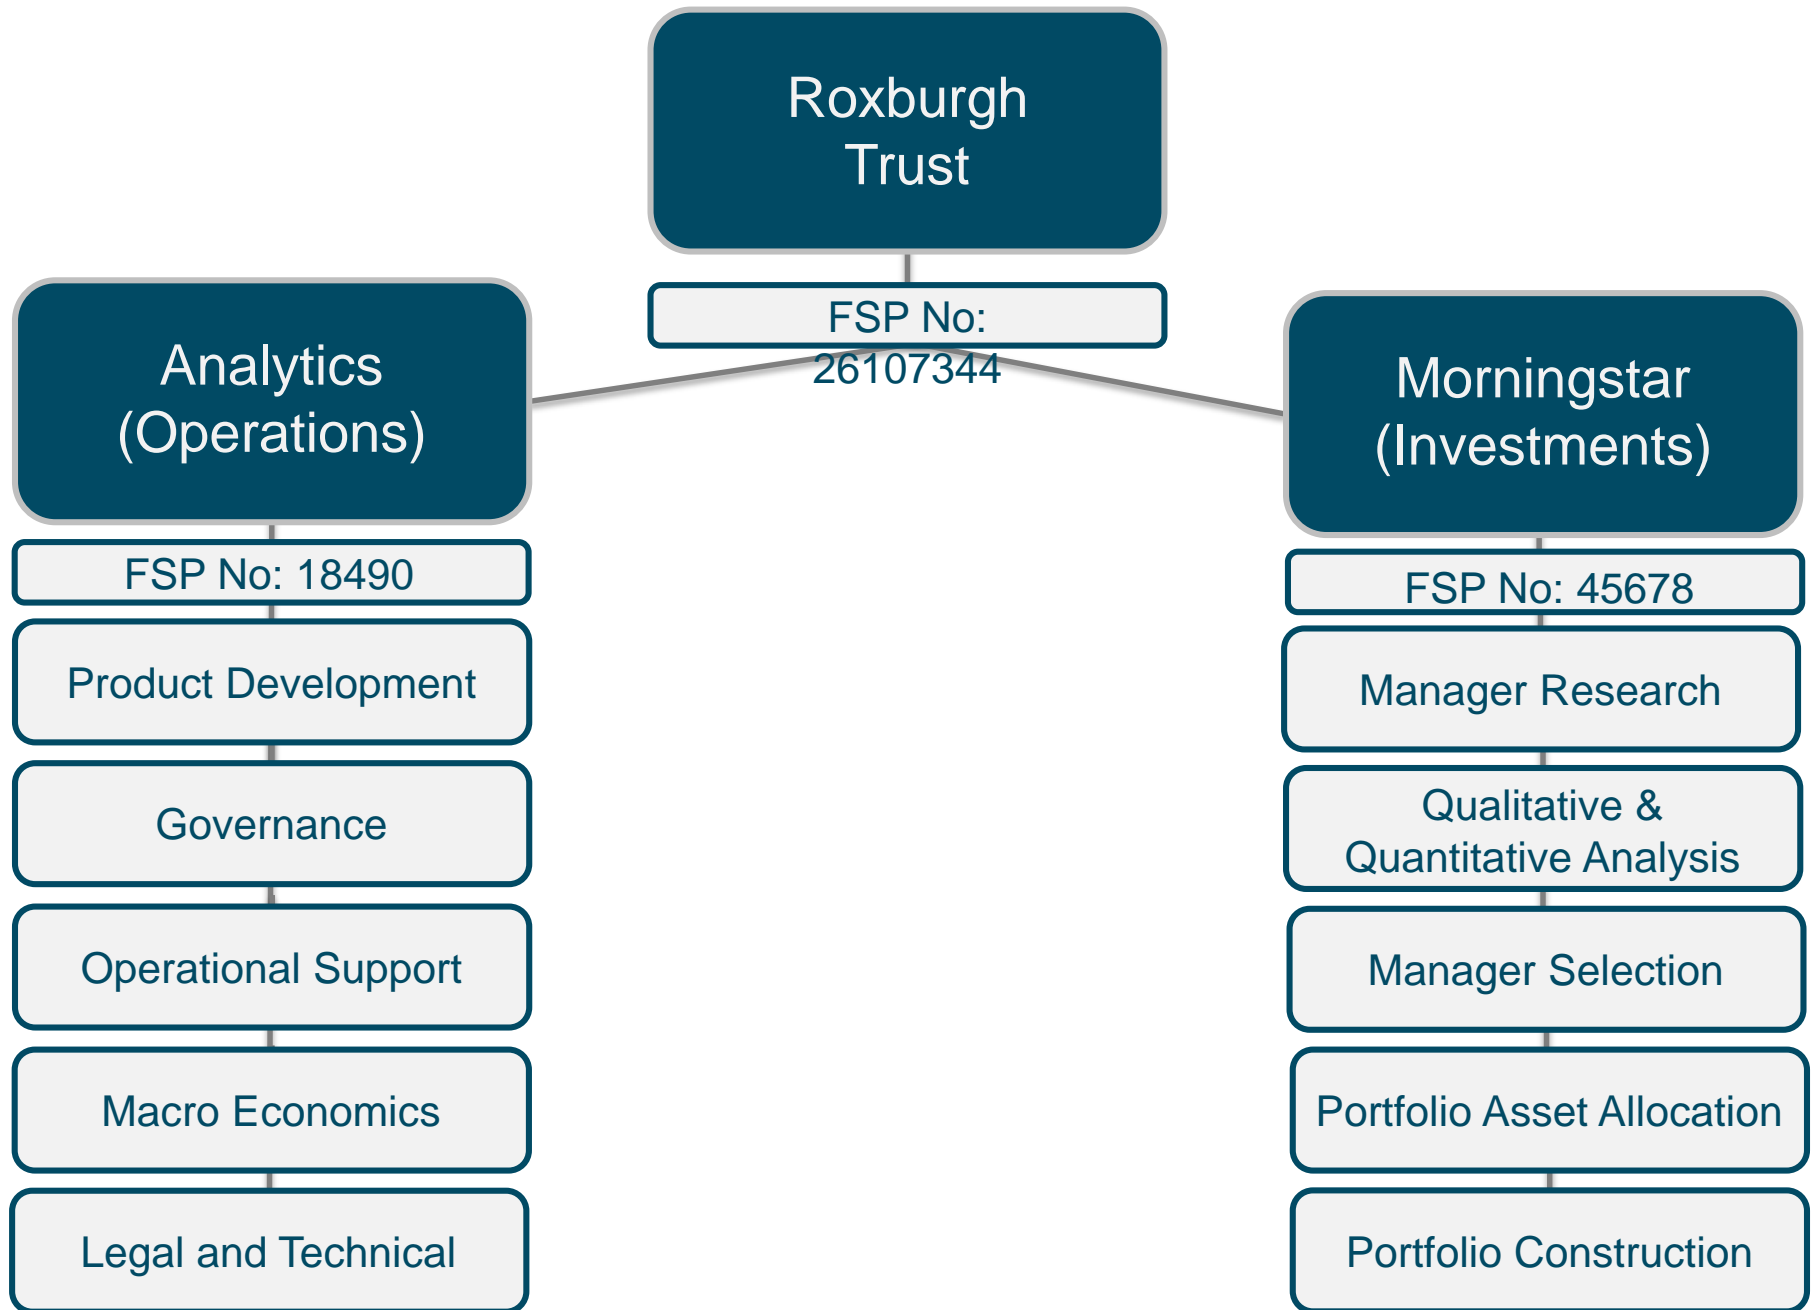 Roxburgh
Trust
FSP No:
26107344
Analytics
(Operations)
FSP No: 18490
Product Development
Governance
Operational Support
Macro Economics
Legal and Technical
Morningstar
(Investments)
FSP No: 45678
Manager Research
Qualitative &
Quantitative Analysis
Manager Selection
Portfolio Asset Allocation
Portfolio Construction